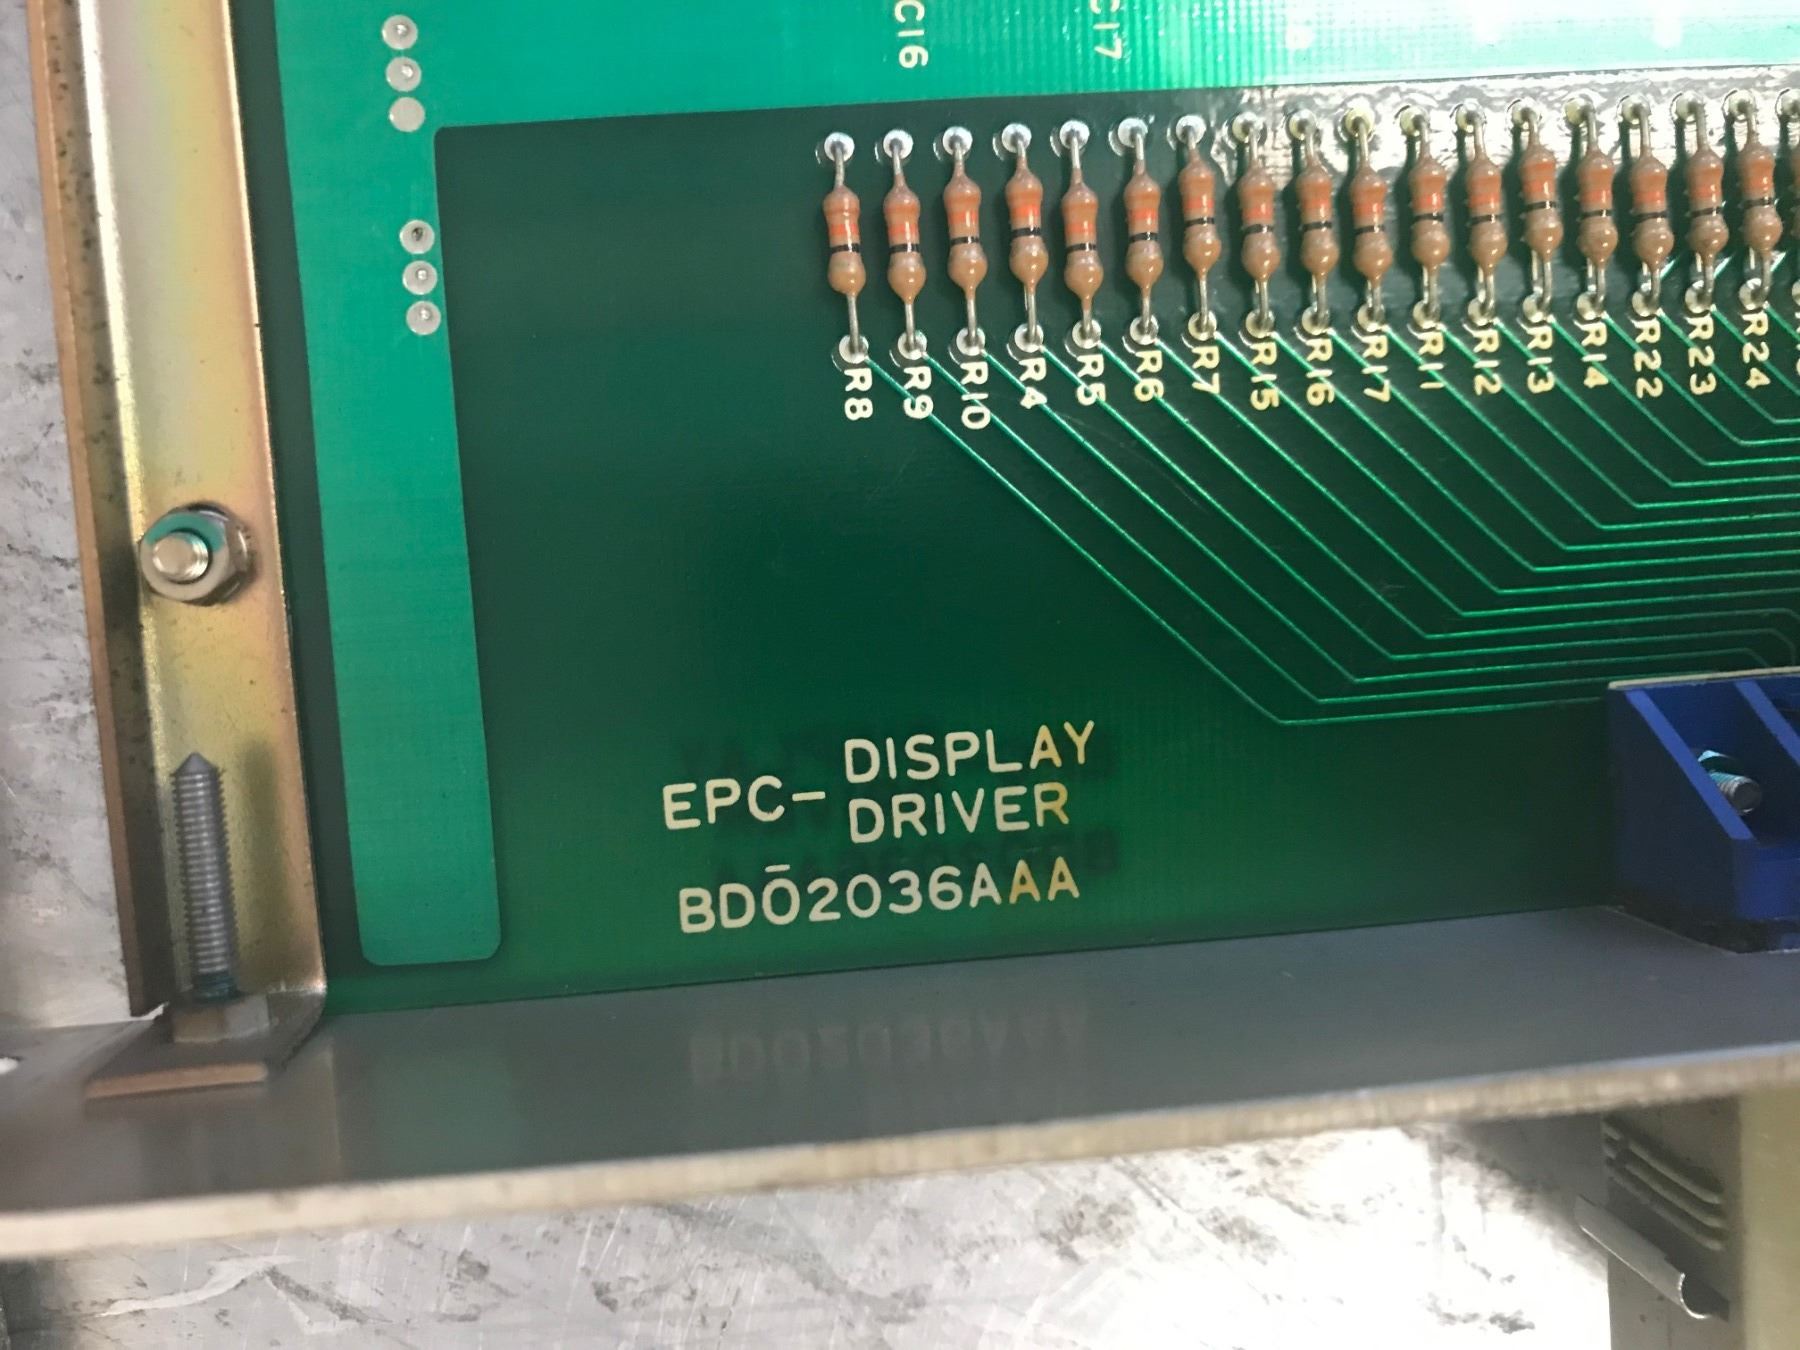 C16
C17
R8 R9 R10 R4 R5 R6 R7 R15 R16 R17 R11 R12 R13 R14 R22 R23 R24
EPC- DISPLAY
DRIVER
BDŌ2036AAA